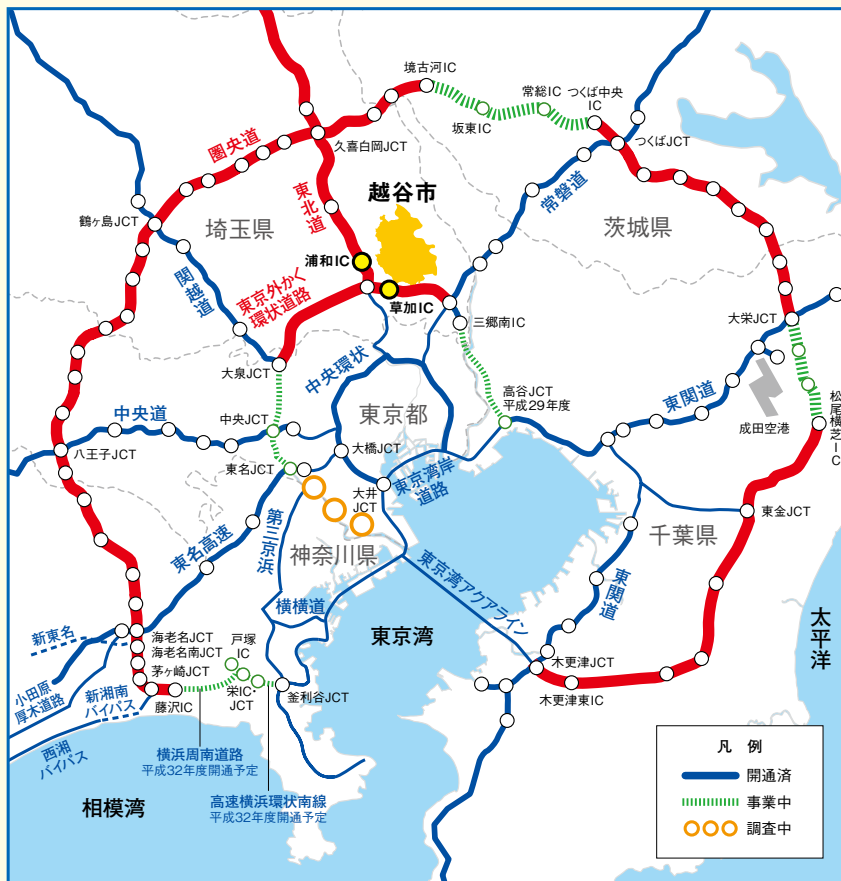 境古河IC
常総IC
つくば中央
IC
坂東IC
圏央道
久喜白岡JCT
つくばJCT
東北道
越谷市
常磐道
茨城県
鶴ヶ島JCT
埼玉県
浦和IC
関越道
東京外かく
環状道路
草加IC
三郷南IC
大栄JCT
大泉JCT
中央環状
高谷JCT
平成29年度
東関道
松尾横芝IC
成田空港
中央道
中央JCT
東京都
八王子JCT
大橋JCT
東名JCT
東京湾岸
道路
大井
JCT
東金JCT
第三京浜
東名高速
神奈川県
千葉県
東京湾アクアライン
東関道
横横道
東京湾
太平洋
新東名
海老名JCT
海老名南JCT
茅ヶ崎JCT
戸塚
IC
木更津JCT
小田原
厚木道路
新湘南
バイパス
藤沢IC
栄IC・
JCT
釜利谷JCT
木更津東IC
西湘
バイパス
横浜周南道路
平成32年度開通予定
高速横浜環状南線
平成32年度開通予定
相模湾
凡例
開通済
事業中
調査中